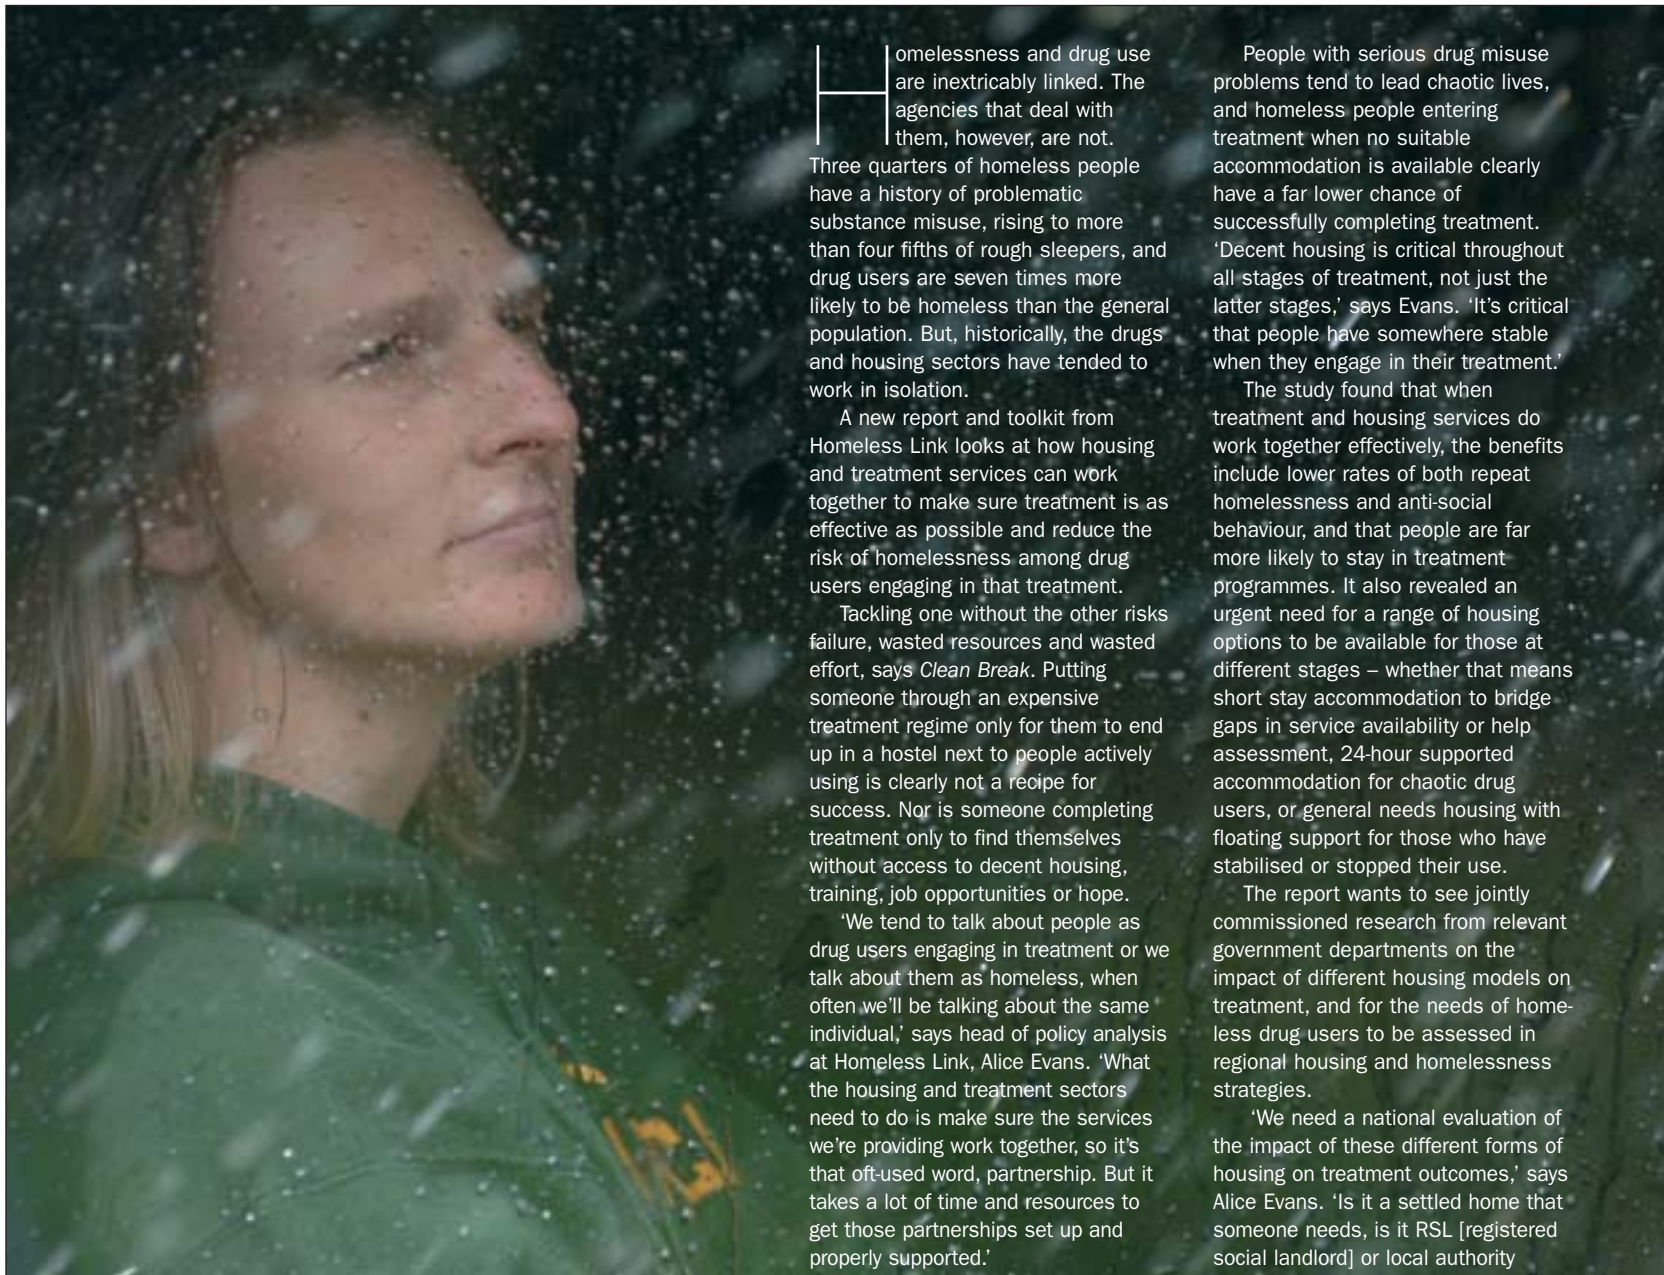 Homelessness and drug use
are inextricably linked. The
agencies that deal with
them, however, are not.
Three quarters of homeless people
have a history of problematic
substance misuse, rising to more
than four fifths of rough sleepers, and
drug users are seven times more
likely to be homeless than the general
population. But, historically, the drugs
and housing sectors have tended to
work in isolation.
A new report and toolkit from
Homeless Link looks at how housing
and treatment services can work
together to make sure treatment is as
effective as possible and reduce the
risk of homelessness among drug
users engaging in that treatment.
Tackling one without the other risks
failure, wasted resources and wasted
effort, says Clean Break. Putting
someone through an expensive
treatment regime only for them to end
up in a hostel next to people actively
using is clearly not a recipe for
success. Nor is someone completing
treatment only to find themselves
without access to decent housing,
training, job opportunities or hope.
‘We tend to talk about people as
drug users engaging in treatment or we
talk about them as homeless, when
often we’ll be talking about the same
individual,’ says head of policy analysis
at Homeless Link, Alice Evans. ‘What
the housing and treatment sectors
need to do is make sure the services
we’re providing work together, so it’s
that oft-used word, partnership. But it
takes a lot of time and resources to
get those partnerships set up and
properly supported.’
People with serious drug misuse
problems tend to lead chaotic lives,
and homeless people entering
treatment when no suitable
accommodation is available clearly
have a far lower chance of
successfully completing treatment.
‘Decent housing is critical throughout
all stages of treatment, not just the
latter stages,’ says Evans. ‘It’s critical
that people have somewhere stable
when they engage in their treatment.’
The study found that when
treatment and housing services do
work together effectively, the benefits
include lower rates of both repeat
homelessness and anti-social
behaviour, and that people are far
more likely to stay in treatment
programmes. It also revealed an
urgent need for a range of housing
options to be available for those at
different stages – whether that means
short stay accommodation to bridge
gaps in service availability or help
assessment, 24-hour supported
accommodation for chaotic drug
users, or general needs housing with
floating support for those who have
stabilised or stopped their use.
The report wants to see jointly
commissioned research from relevant
government departments on the
impact of different housing models on
treatment, and for the needs of home-
less drug users to be assessed in
regional housing and homelessness
strategies.
‘We need a national evaluation of
the impact of these different forms of
housing on treatment outcomes,’ says
Alice Evans. ‘Is it a settled home that
someone needs, is it RSL [registered
social landlord] or local authority